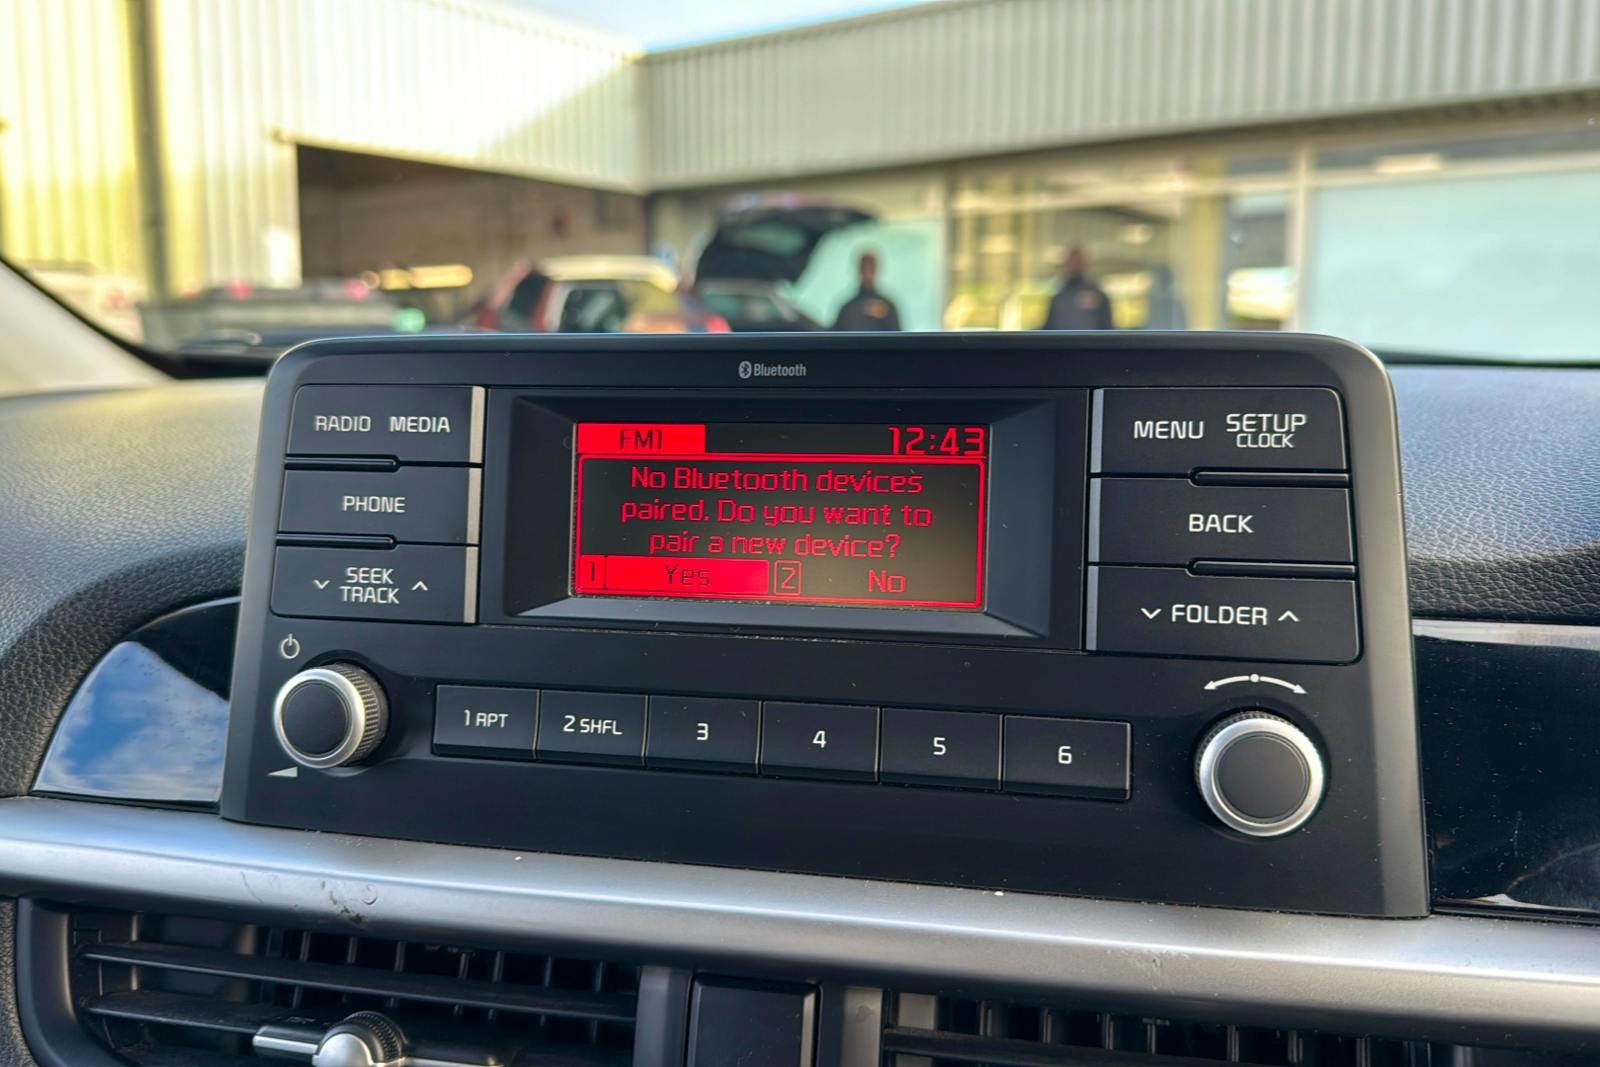 Bluetooth
RADIO MEDIA
PHONE
SEEK
TRACK
FM1 12:43
No Bluetooth devices
paired. Do you want to
pair a new device?
1 Yes 2 No
MENU SETUP
CLOCK
BACK
FOLDER
1 RPT 2 SHFL 3 4 5 6